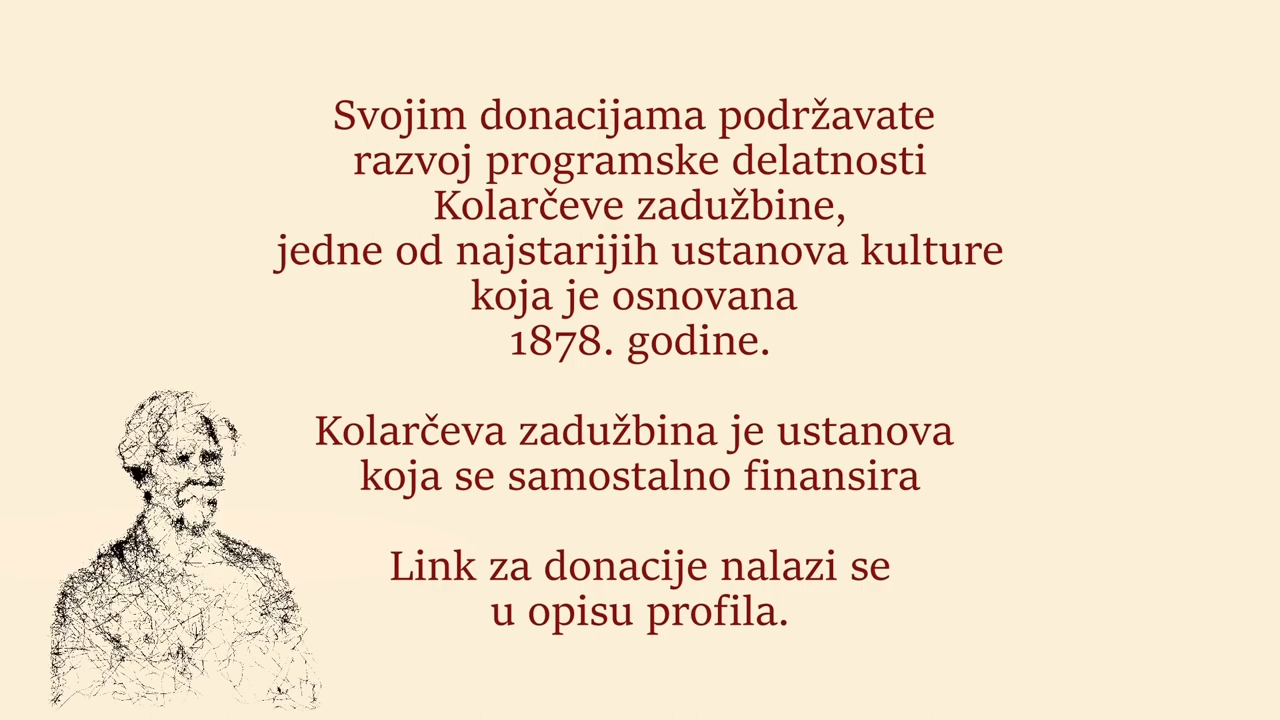 Svojim donacijama podržavate
razvoj programske delatnosti
Kolarčeve zadužbine,
jedne od najstarijih ustanova kulture
koja je osnovana
1878. godine.
Kolarčeva zadužbina je ustanova
koja se samostalno finansira
Link za donacije nalazi se
u opisu profila.